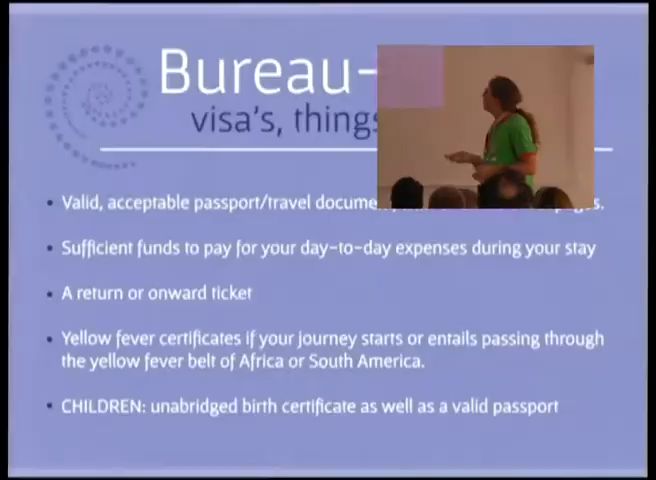 Bureau-
visa's, things
• Valid, acceptable passport/travel document
• Sufficient funds to pay for your day-to-day expenses during your stay
• A return or onward ticket
• Yellow fever certificates if your journey starts or entails passing through
the yellow fever belt of Africa or South America.
• CHILDREN: unabridged birth certificate as well as a valid passport